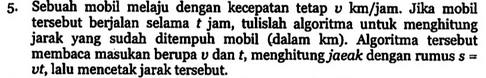 5. Sebuah mobil melaju dengan kecepatan tetap v km/jam. Jika mobil
tersebut berjalan selama t jam, tulislah algoritma untuk menghitung
jarak yang sudah ditempuh mobil (dalam km). Algoritma tersebut
membaca masukan berupa v dan t, menghitung jaeak dengan rumus s =
vt, lalu mencetak jarak tersebut.